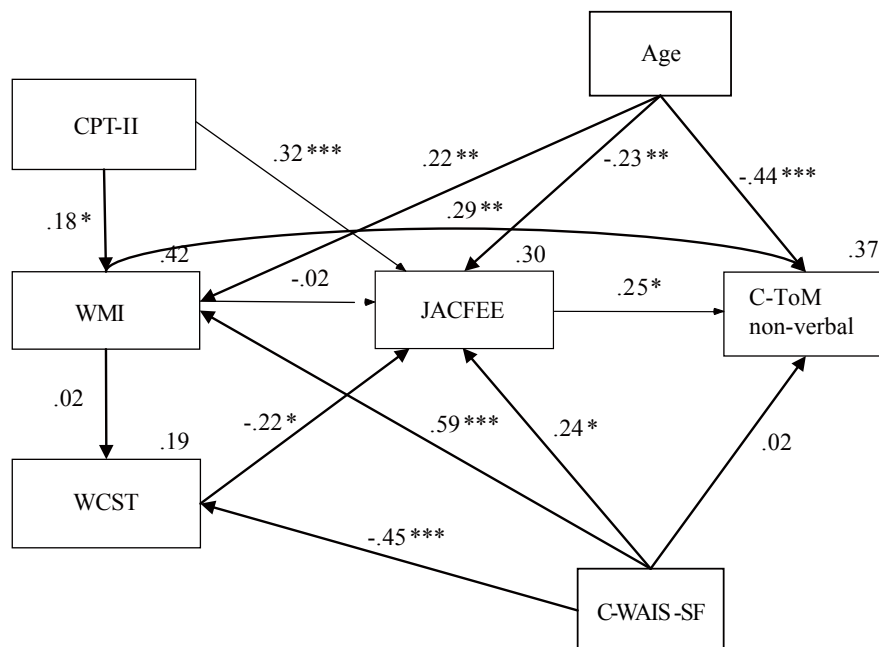 Age
CPT-II
.32***
.22**
-.23**
-.44***
.18*
.29**
.42
.30
.37
WMI
-.02
JACFEE
.25*
C-ToM
non-verbal
.02
-.22*
.59***
.24*
.02
.19
WCST
-.45***
C-WAIS-SF